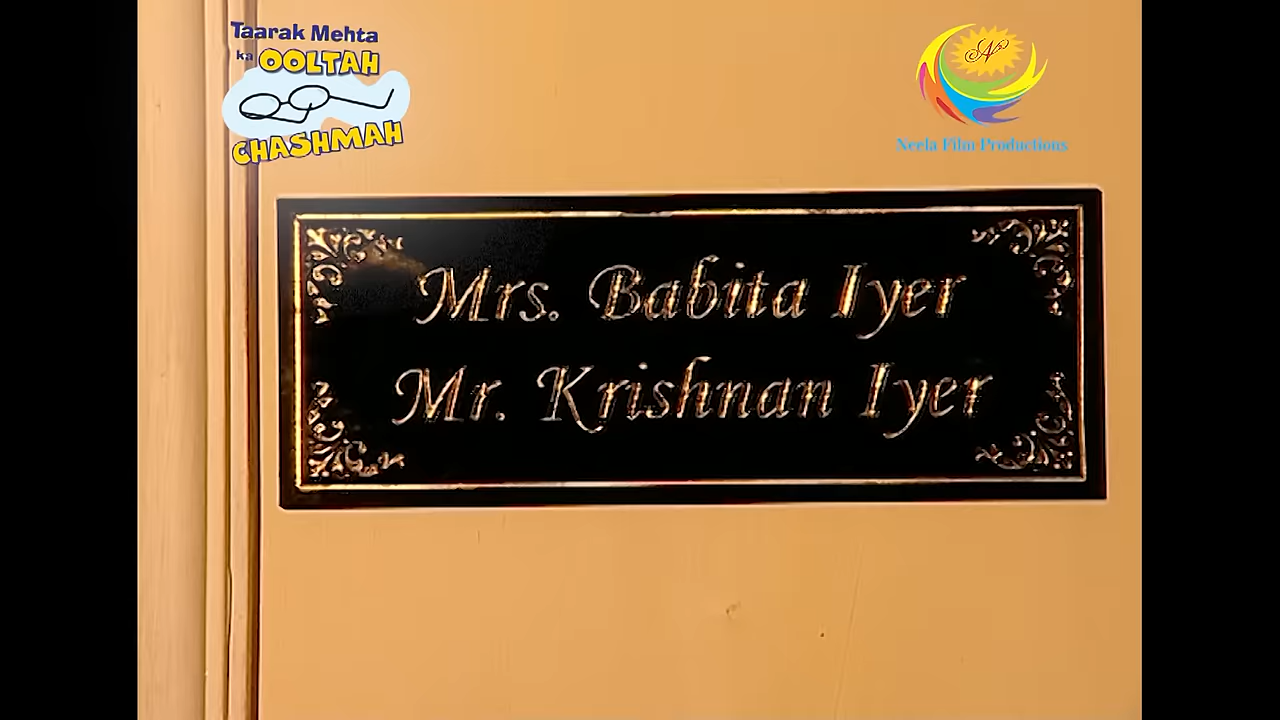 Taarak Mehta
ka OOLTAH
CHASHMAH
Neela Film Productions
Mrs. Babita Iyer
Mr. Krishnan Iyer